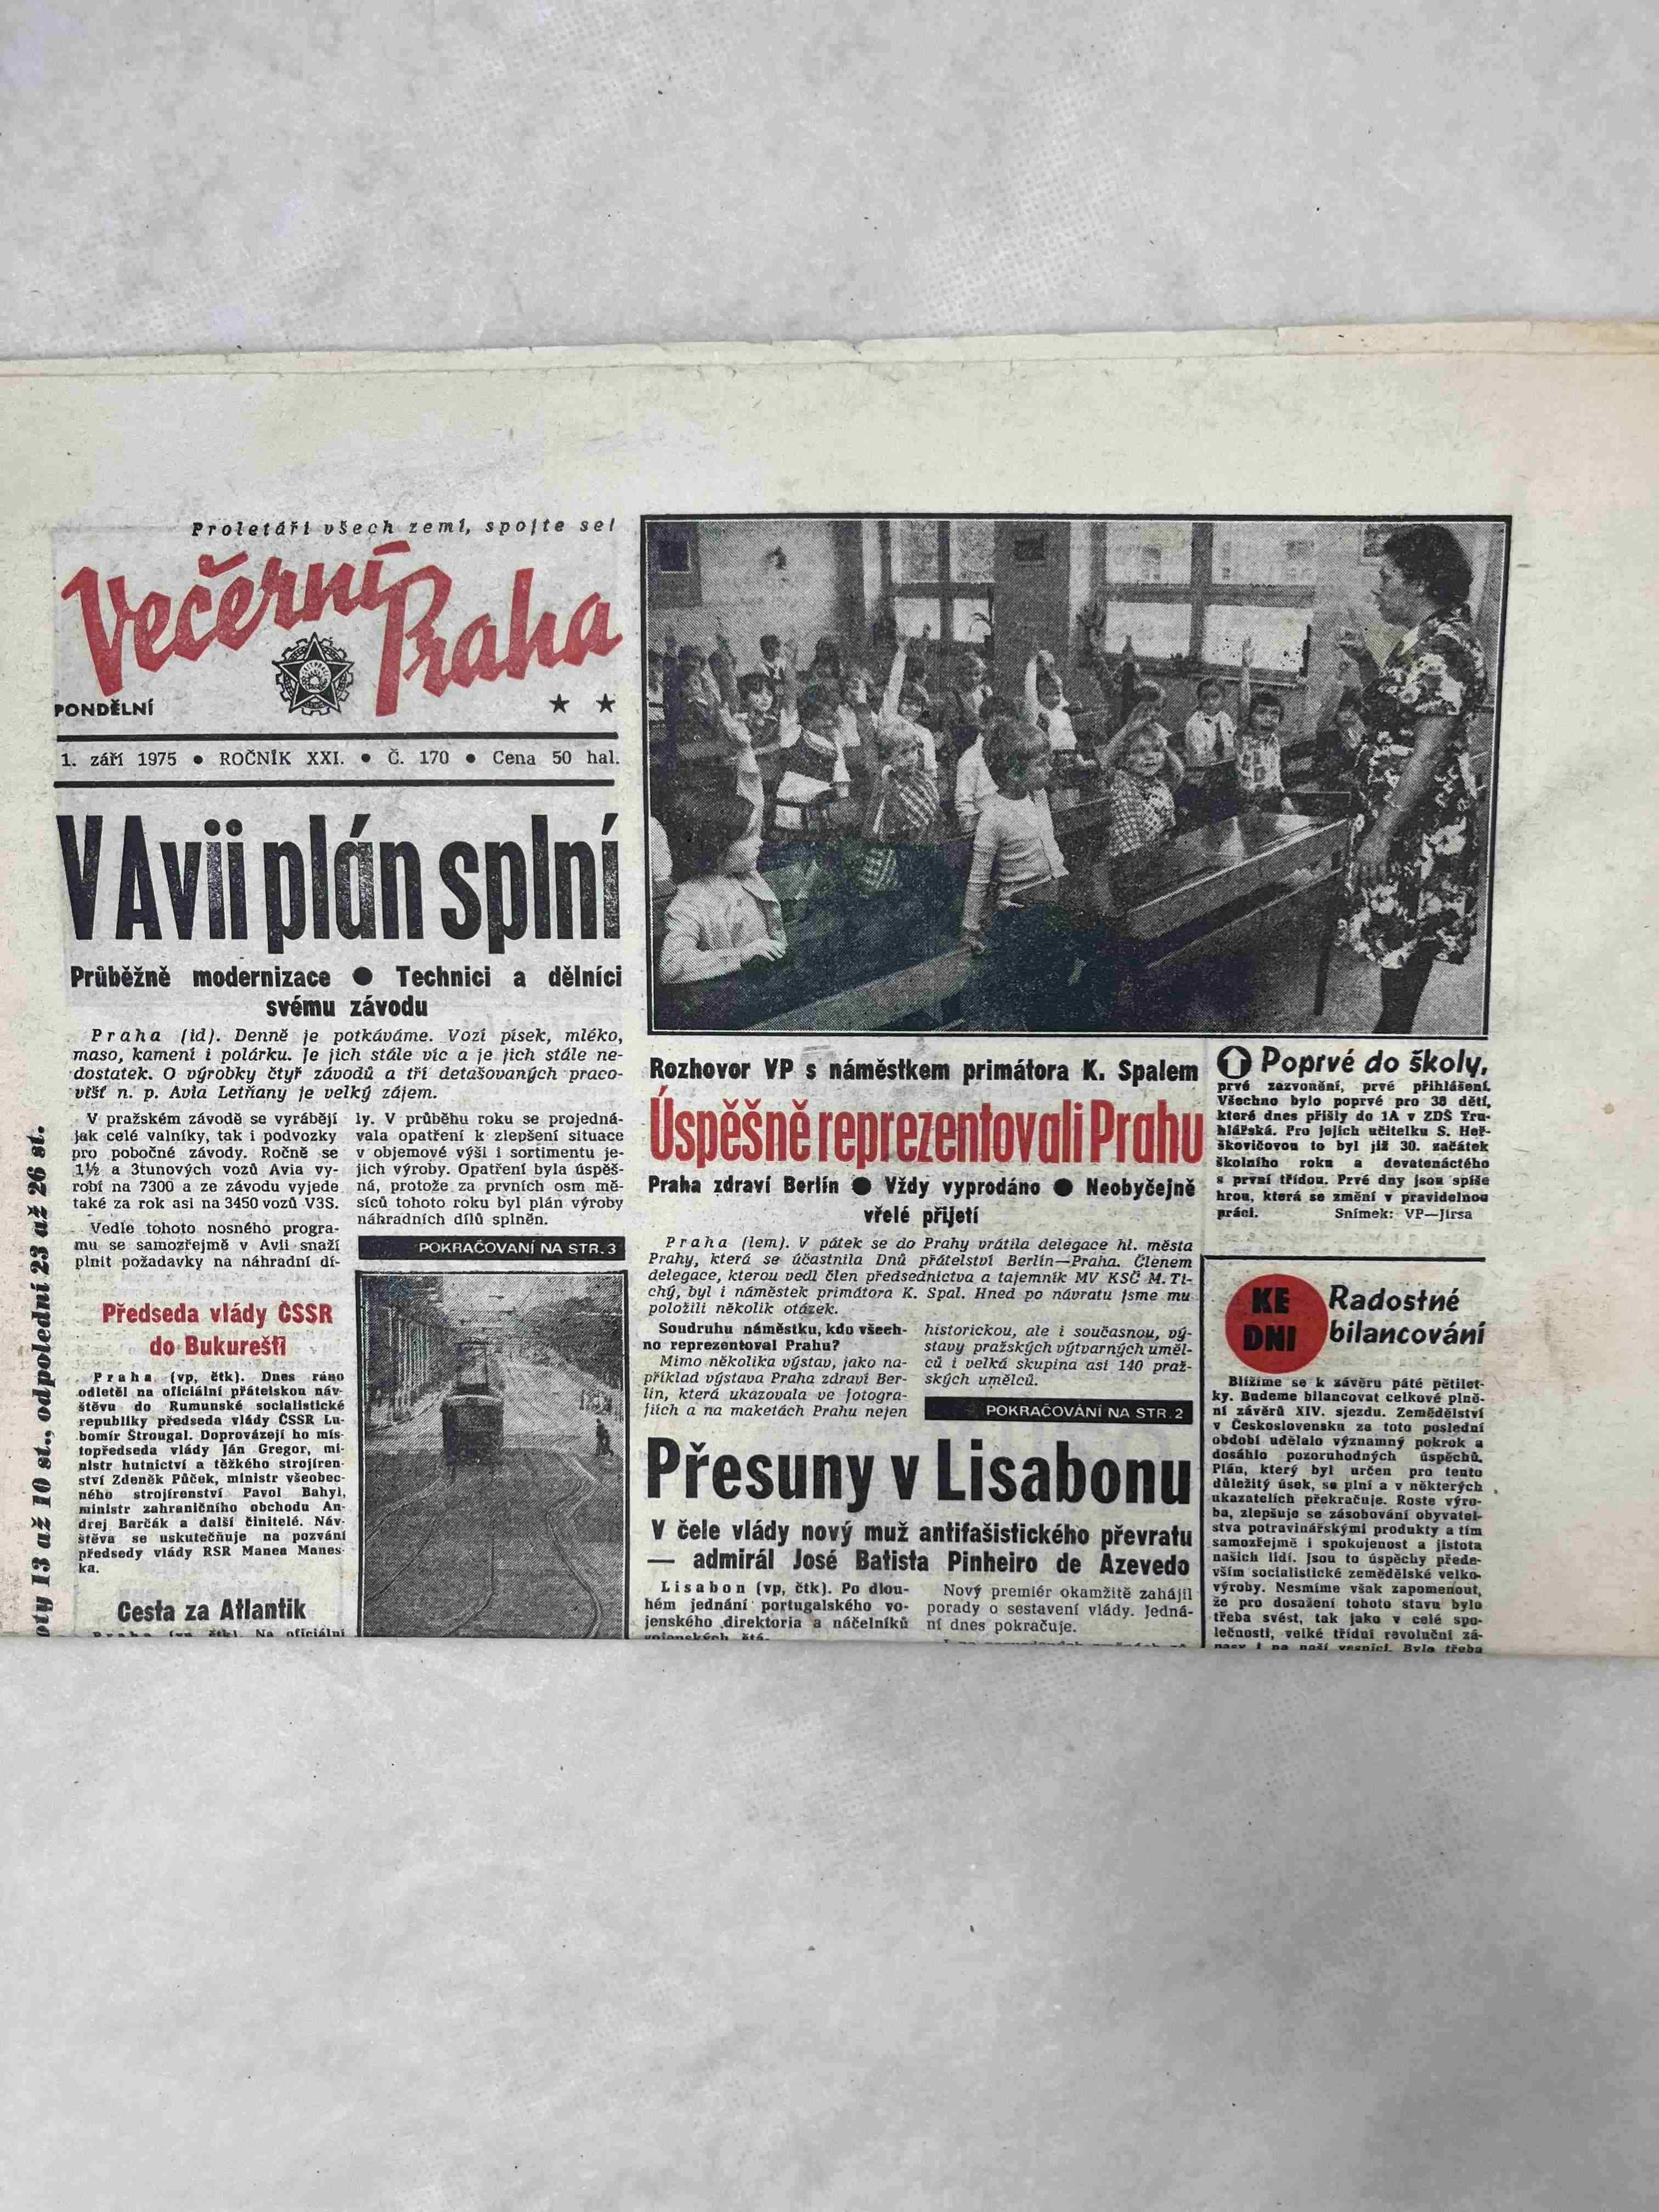 Proletáři všech zemí, spojte se!
Večerní
Praha
PONDĚLNÍ
1. září 1975 ● ROČNÍK XXI. ● Č. 170 ● Cena 50 hal.
V Avii plán splní
Průběžně modernizace ● Technici a dělníci
svému závodu
Praha (id). Denně je potkáváme. Vozí písek, mléko,
maso, kamení i polárku. Je jich stále víc a je jich stále ne-
dostatek. O výrobky čtyř závodů a tří detašovaných praco-
višť n. p. Avia Letňany je velký zájem.
V pražském závodě se vyrábějí
jak celé valníky, tak i podvozky
pro pobočné závody. Ročně se
1½ a 3tunových vozů Avia vy-
robí na 7300 a ze závodu vyjede
také za rok asi na 3450 vozů V3S.
Vedle tohoto nosného progra-
mu se samozřejmě v Avii snaží
plnit požadavky na náhradní dí-
ly. V průběhu roku se projedná-
vala opatření k zlepšení situace
v objemové výši i sortimentu je-
jich výroby. Opatření byla úspěš-
ná, protože za prvních osm mě-
síců tohoto roku byl plán výroby
náhradních dílů splněn.
POKRAČOVÁNÍ NA STR. 3
Předseda vlády ČSSR
do Bukurešti
Praha (vp, čtk). Dnes ráno
odletěl na oficiální přátelskou náv-
štěvu do Rumunské socialistické
republiky předseda vlády ČSSR Lu-
bomír Štrougal. Doprovázejí ho mís-
topředseda vlády Ján Gregor, mi-
nistr hutnictví a těžkého strojíren-
ství Zdeněk Půček, ministr všeobec-
ného strojírenství Pavol Bahyl,
ministr zahraničního obchodu An-
drej Barčák a další činitelé. Náv-
štěva se uskutečňuje na pozvání
předsedy vlády RSR Manea Manes-
ka.
Cesta za Atlantik
Praha (vp, čtk). Na oficiální
oty 13 až 10 st., odpolední 23 až 26 st.
Rozhovor VP s náměstkem primátora K. Spalem
Úspěšně reprezentovali Prahu
Praha zdraví Berlín ● Vždy vyprodáno ● Neobyčejně
vřelé přijetí
Praha (lem). V pátek se do Prahy vrátila delegace hl. města
Prahy, která se účastnila Dnů přátelství Berlín—Praha. Členem
delegace, kterou vedl člen předsednictva a tajemník MV KSČ M. Ti-
chý, byl i náměstek primátora K. Spal. Hned po návratu jsme mu
položili několik otázek.
Soudruhu náměstku, kdo všech-
no reprezentoval Prahu?
Mimo několika výstav, jako na-
příklad výstava Praha zdraví Ber-
lín, která ukazovala ve fotogra-
fiích a na maketách Prahu nejen
historickou, ale i současnou, vý-
stavy pražských výtvarných uměl-
ců i velká skupina asi 140 praž-
ských umělců.
POKRAČOVÁNÍ NA STR. 2
Přesuny v Lisabonu
V čele vlády nový muž antifašistického převratu
— admirál José Batista Pinheiro de Azevedo
Lisabon (vp, čtk). Po dlou-
hém jednání portugalského vo-
jenského direktoria a náčelníků
vojenských
Nový premiér okamžitě zahájil
porady o sestavení vlády. Jedná-
ní dnes pokračuje.
Poprvé do školy,
prvé zazvonění, prvé přihlášení.
Všechno bylo poprvé pro 38 dětí,
které dnes přišly do 1A v ZDŠ Tru-
hlářská. Pro jejich učitelku S. Heř-
škovičovou to byl již 30. začátek
školního roku a devatenáctého
s první třídou. Prvé dny jsou spíše
hrou, která se změní v pravidelnou
práci. Snímek: VP—Jirsa
KE
DNI
Radostné
bilancování
Blížíme se k závěru páté pětilet-
ky. Budeme bilancovat celkové plně-
ní závěrů XIV. sjezdu. Zemědělství
v Československu za toto poslední
období udělalo významný pokrok a
dosáhlo pozoruhodných úspěchů.
Plán, který byl určen pro tento
důležitý úsek, se plní a v některých
ukazatelích překračuje. Roste výro-
ba, zlepšuje se zásobování obyvatel-
stva potravinářskými produkty a tím
samozřejmě i spokojenost a jistota
našich lidí. Jsou to úspěchy přede-
vším socialistické zemědělské velko-
výroby. Nesmíme však zapomenout,
že pro dosažení tohoto stavu bylo
třeba svést, tak jako v celé spo-
lečnosti, velké třídní revoluční zá-
pasy i na naší vesnici. Bylo třeba